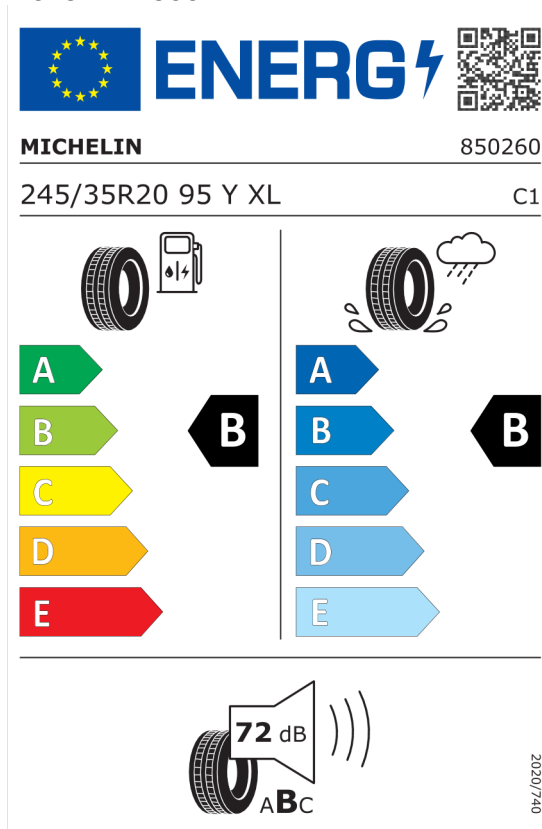 ENERG
MICHELIN 850260
245/35R20 95 Y XL C1
A A
B B B B
C C
D D
E E
72 dB
ABC
2020/740